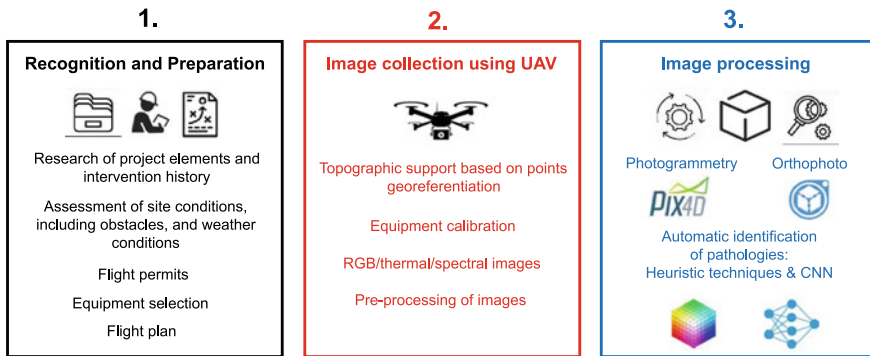 1.
Recognition and Preparation
Research of project elements and
intervention history
Assessment of site conditions,
including obstacles, and weather
conditions
Flight permits
Equipment selection
Flight plan
2.
Image collection using UAV
Topographic support based on points
georeferentiation
Equipment calibration
RGB/thermal/spectral images
Pre-processing of images
3.
Image processing
Photogrammetry Orthophoto
PIX4D
Automatic identification
of pathologies:
Heuristic techniques & CNN